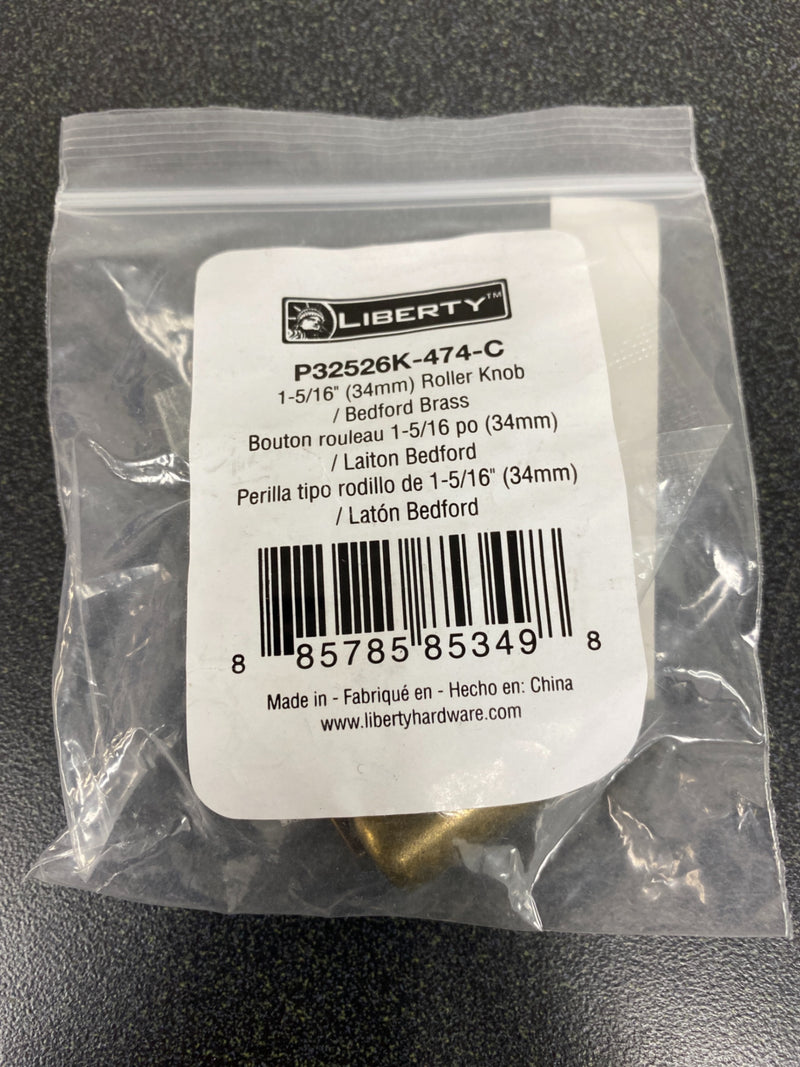 LIBERTY™
P32526K-474-C
1-5/16" (34mm) Roller Knob
/ Bedford Brass
Bouton rouleau 1-5/16 po (34mm)
/ Laiton Bedford
Perilla tipo rodillo de 1-5/16" (34mm)
/ Latón Bedford
8 85785 85349 8
Made in - Fabriqué en - Hecho en: China
www.libertyhardware.com